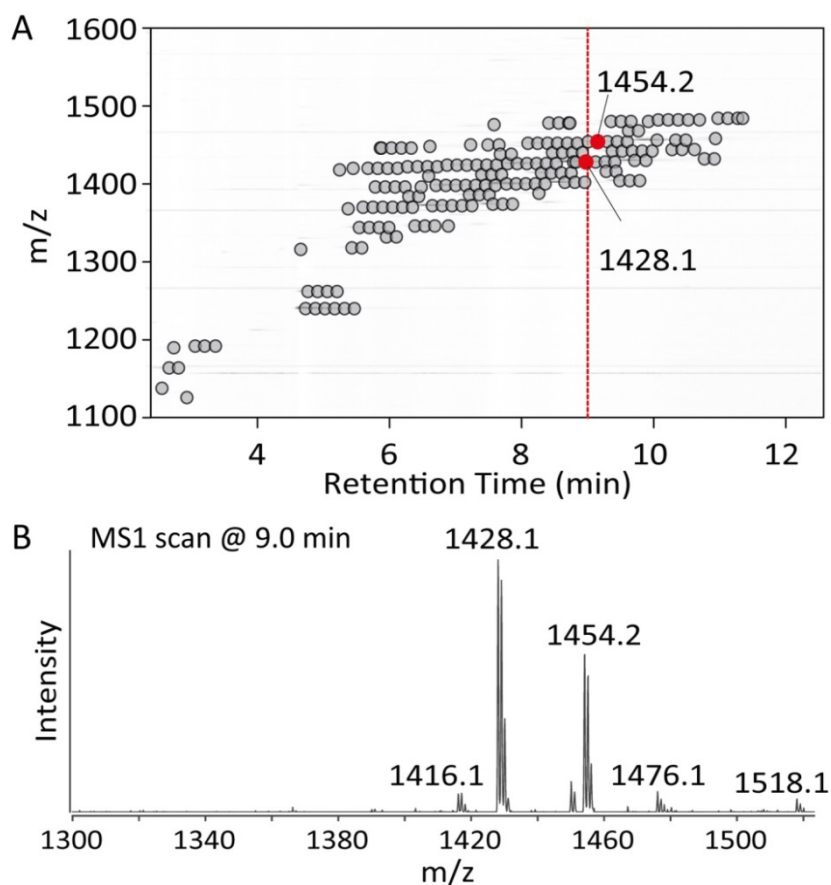 A
1600
1500
1400
1300
1200
1100
m/z
1454.2
1428.1
4 6 8 10 12
Retention Time (min)
B
MS1 scan @ 9.0 min
1428.1
1454.2
1416.1
1476.1
1518.1
Intensity
1300 1340 1380 1420 1460 1500
m/z